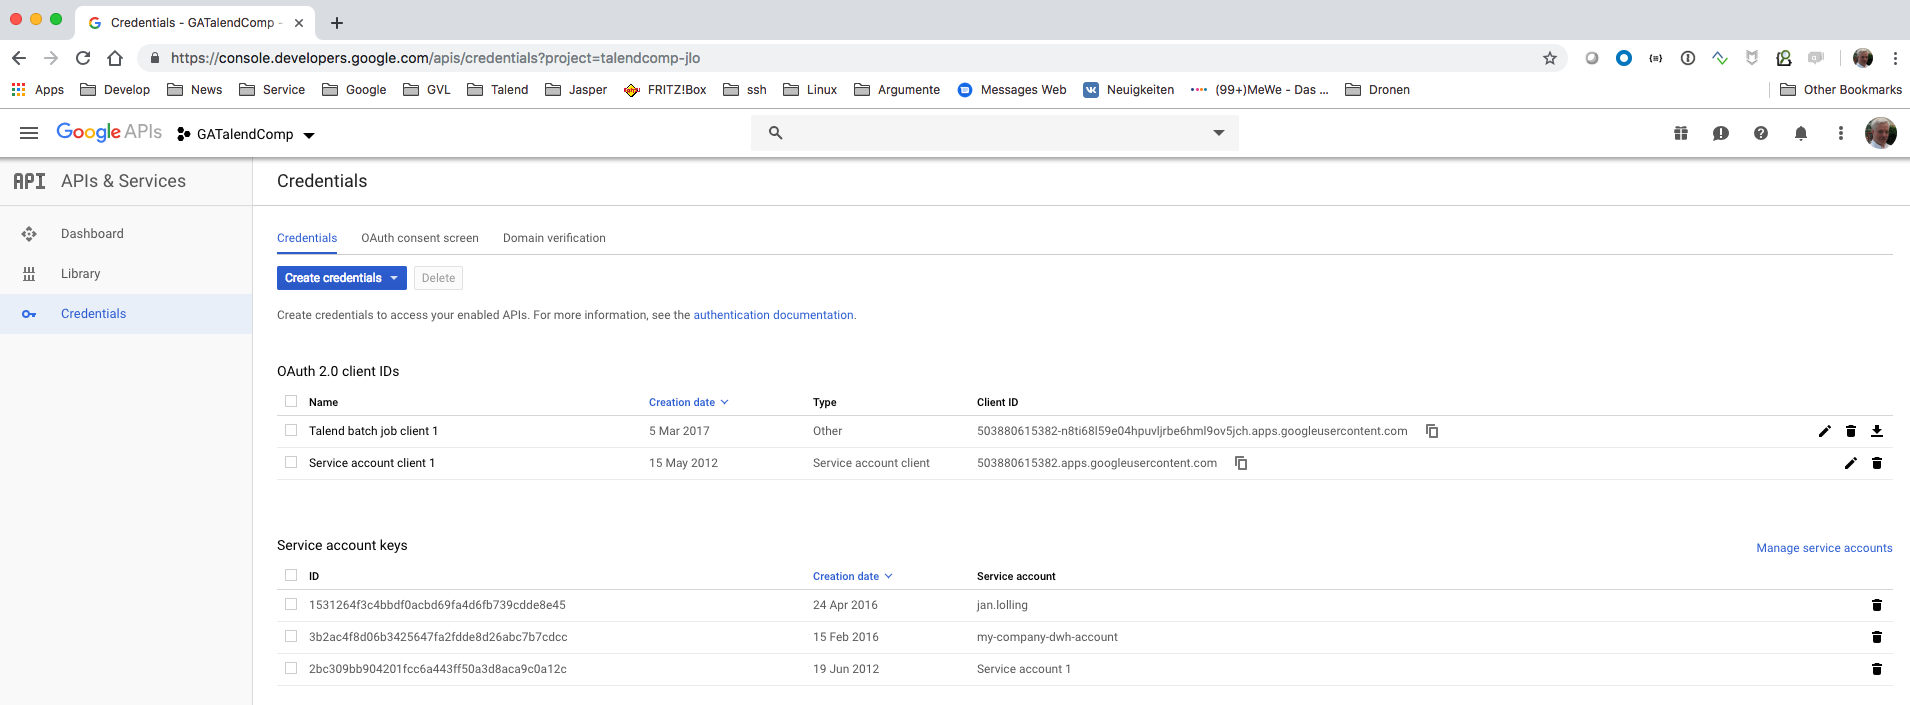 Credentials - GATalendComp -
https://console.developers.google.com/apis/credentials?project=talendcomp-jlo
Apps Develop News Service Google GVL Talend Jasper FRITZ!Box ssh Linux Argumente Messages Web Neuigkeiten (99+)MeWe - Das ... Dronen Other Bookmarks
Google APIs GATalendComp
API APIs & Services
Credentials
Dashboard
Library
Credentials
Credentials OAuth consent screen Domain verification
Create credentials Delete
Create credentials to access your enabled APIs. For more information, see the authentication documentation.
OAuth 2.0 client IDs
Name Creation date Type Client ID
Talend batch job client 1 5 Mar 2017 Other 503880615382-n8ti68l59e04hpuvljrbe6hml9ov5jch.apps.googleusercontent.com
Service account client 1 15 May 2012 Service account client 503880615382.apps.googleusercontent.com
Service account keys Manage service accounts
ID Creation date Service account
1531264f3c4bbdf0acbd69fa4d6fb739cdde8e45 24 Apr 2016 jan.lolling
3b2ac4f8d06b3425647fa2fdde8d26abc7b7cdcc 15 Feb 2016 my-company-dwh-account
2bc309bb904201fcc6a443ff50a3d8aca9c0a12c 19 Jun 2012 Service account 1